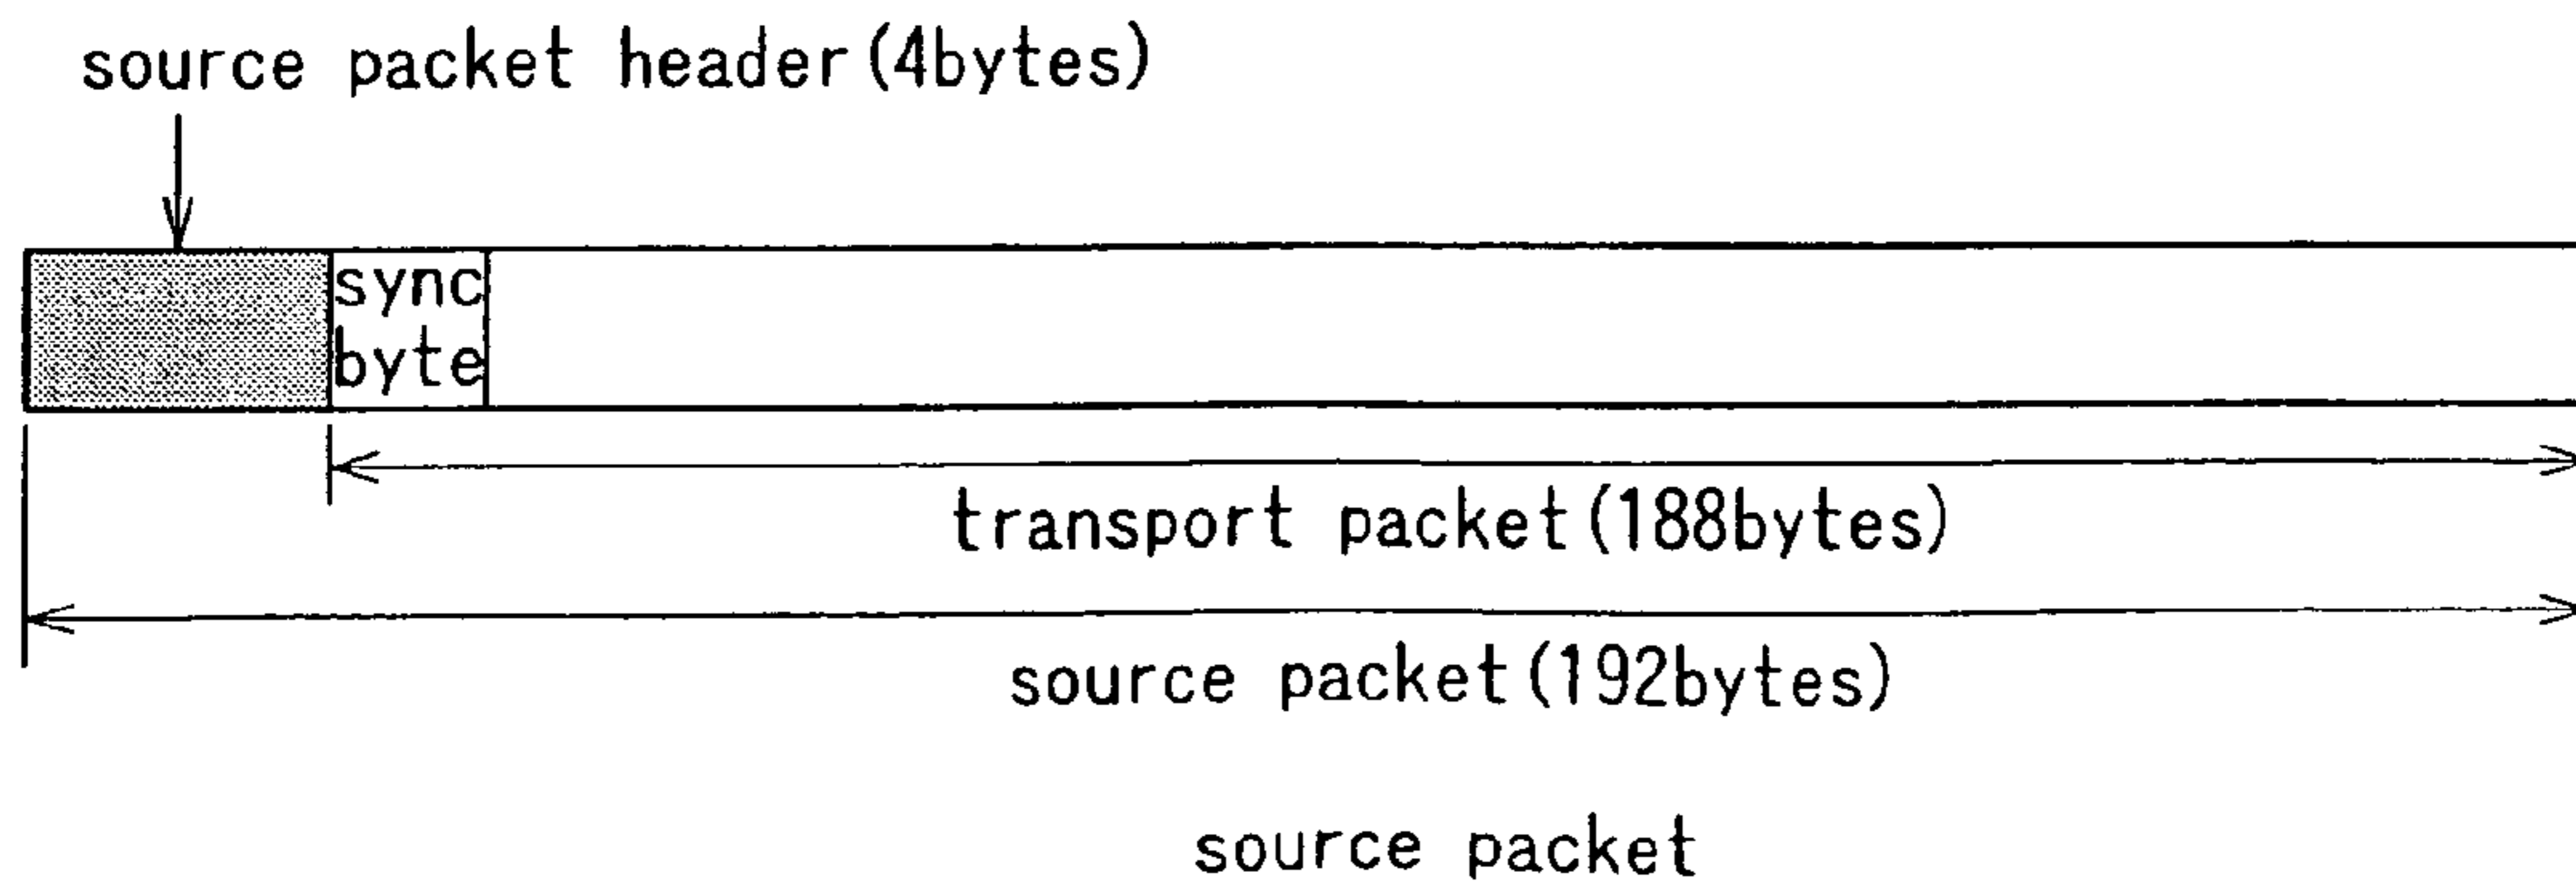 source packet header(4bytes)
sync
byte
transport packet(188bytes)
source packet(192bytes)
source packet